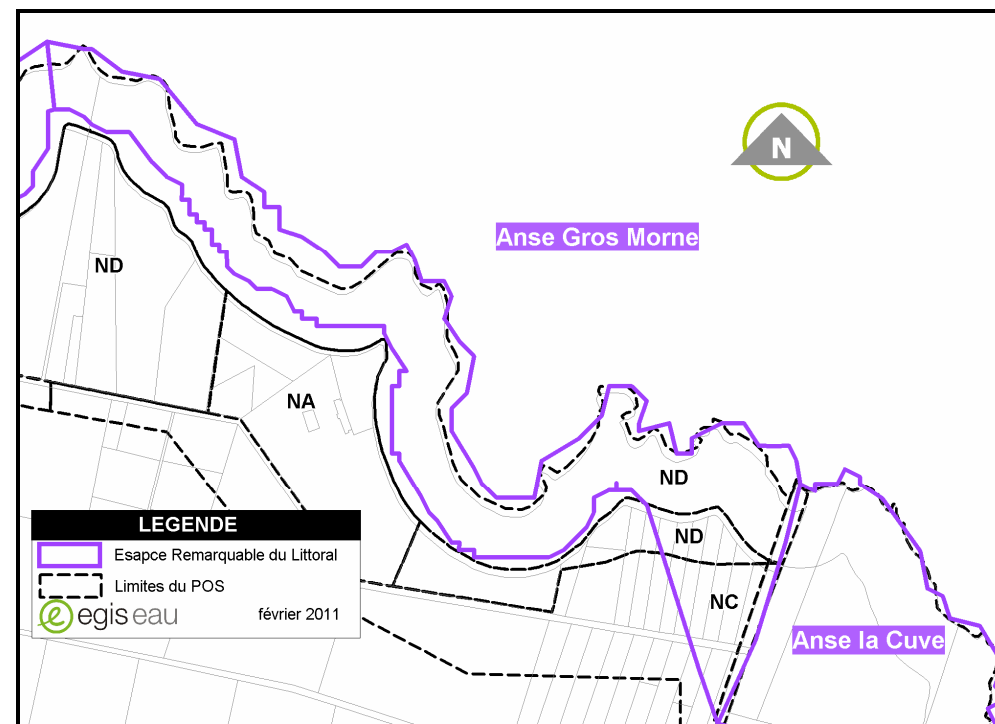 N
Anse Gros Morne
ND
NA
ND
ND
NC
Anse la Cuve
LEGENDE
Esapce Remarquable du Littoral
Limites du POS
egis eau
février 2011